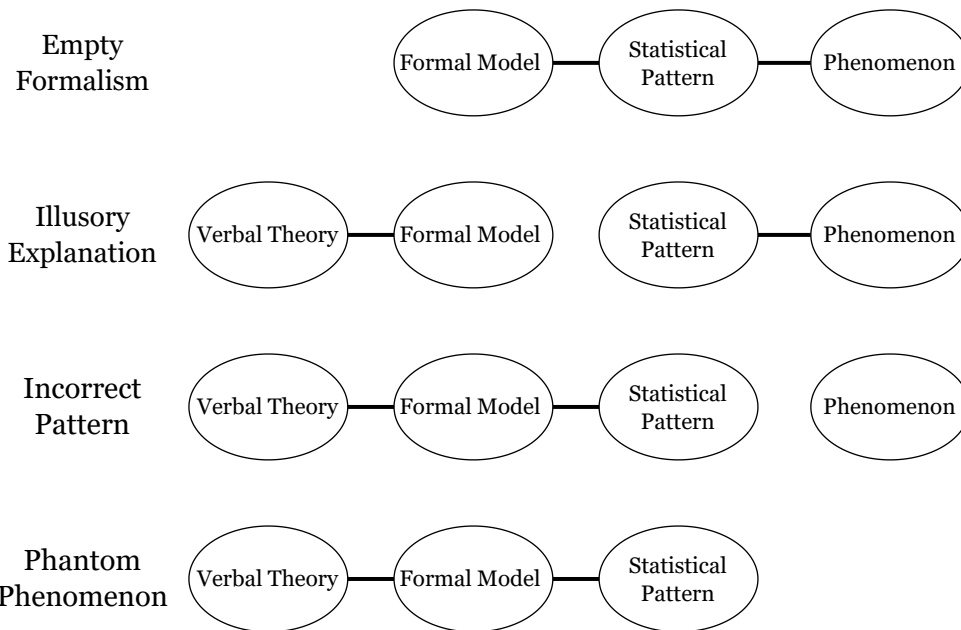 Empty
Formalism
Formal Model
Statistical
Pattern
Phenomenon
Illusory
Explanation
Verbal Theory
Formal Model
Statistical
Pattern
Phenomenon
Incorrect
Pattern
Verbal Theory
Formal Model
Statistical
Pattern
Phenomenon
Phantom
Phenomenon
Verbal Theory
Formal Model
Statistical
Pattern